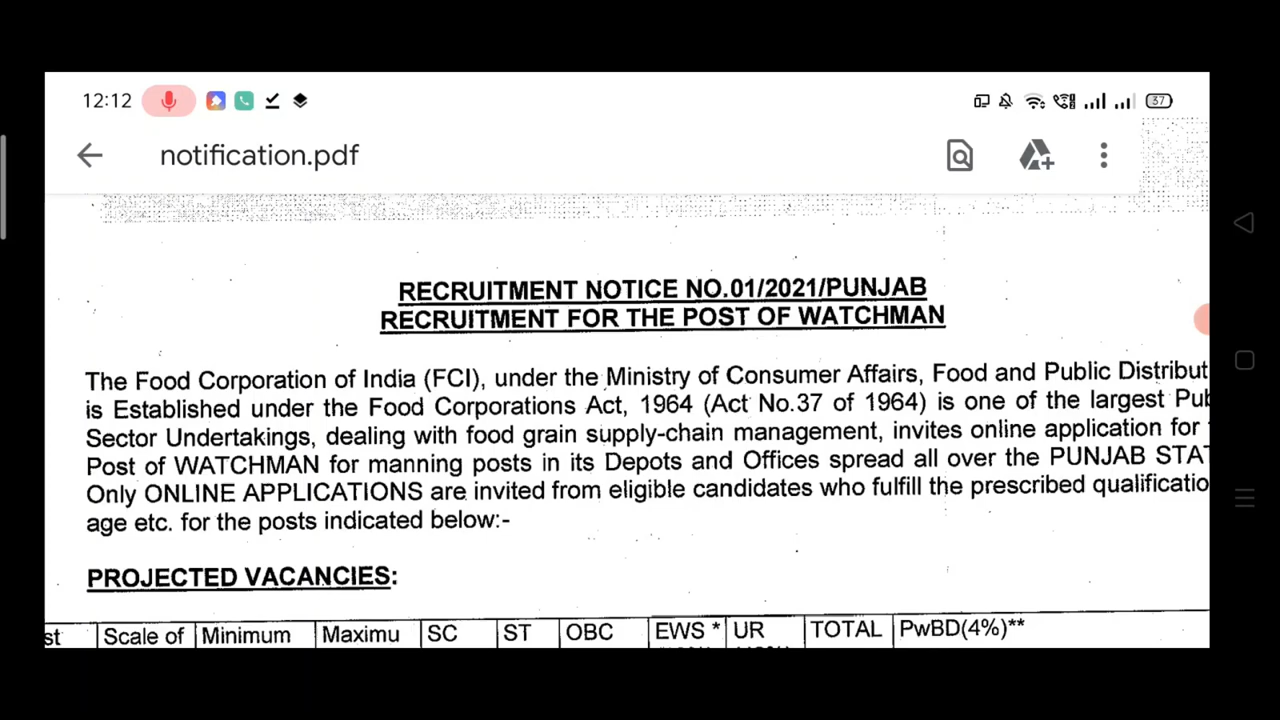 12:12
37
notification.pdf
RECRUITMENT NOTICE NO.01/2021/PUNJAB
RECRUITMENT FOR THE POST OF WATCHMAN
The Food Corporation of India (FCI), under the Ministry of Consumer Affairs, Food and Public Distribut
is Established under the Food Corporations Act, 1964 (Act No.37 of 1964) is one of the largest Pub
Sector Undertakings, dealing with food grain supply-chain management, invites online application for
Post of WATCHMAN for manning posts in its Depots and Offices spread all over the PUNJAB STAT
Only ONLINE APPLICATIONS are invited from eligible candidates who fulfill the prescribed qualificatio
age etc. for the posts indicated below:-
PROJECTED VACANCIES:
st Scale of Minimum Maximu SC ST OBC EWS * UR TOTAL PwBD(4%)**